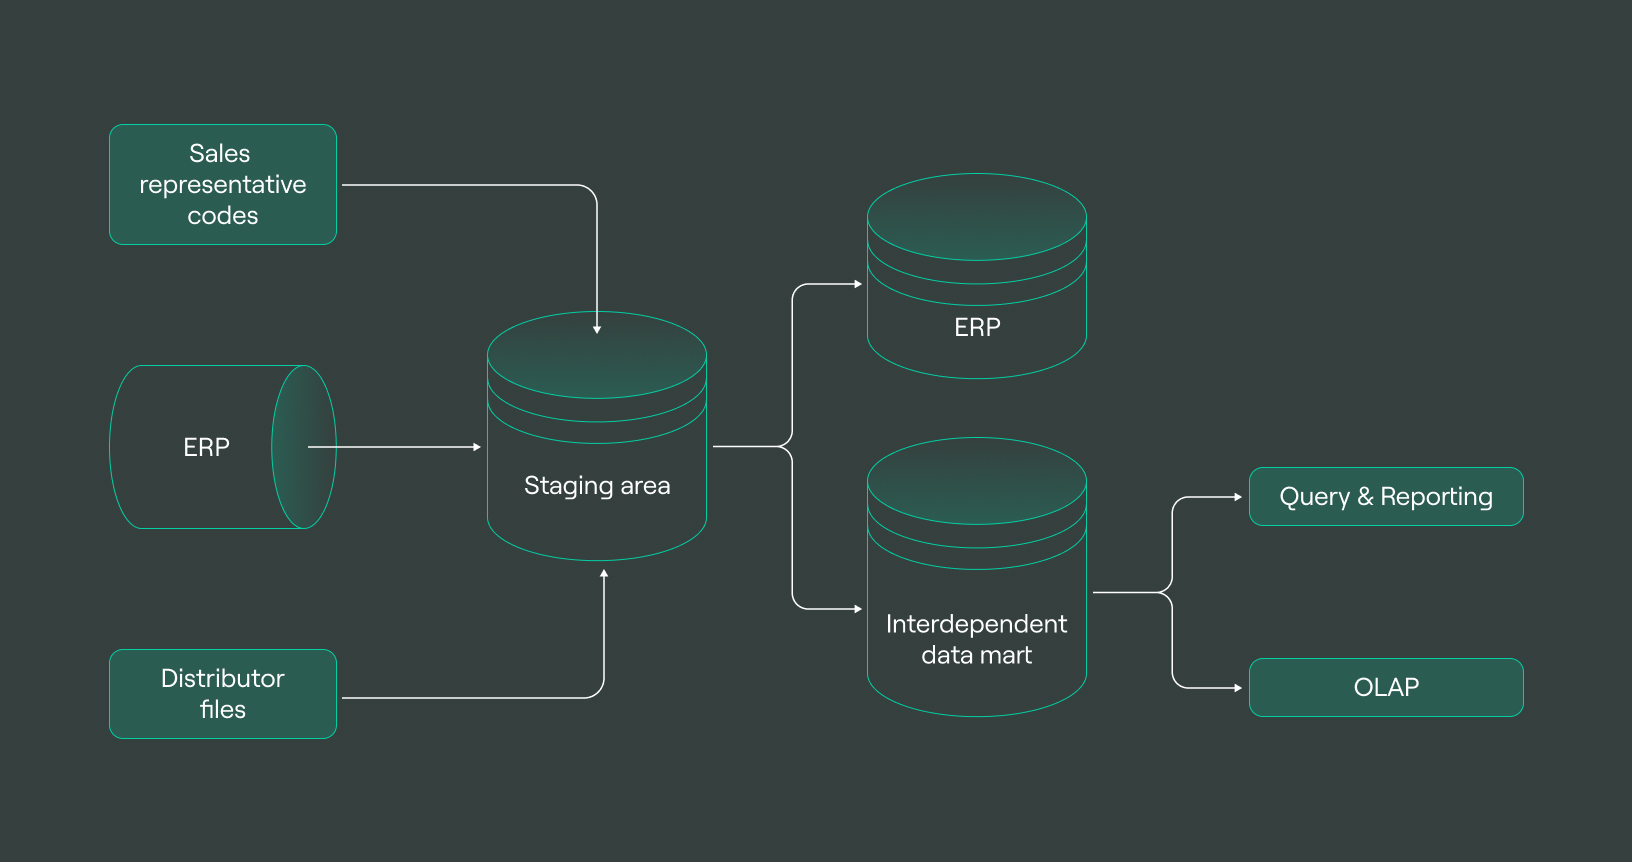 Sales
representative
codes
ERP
Distributor
files
Staging area
ERP
Interdependent
data mart
Query & Reporting
OLAP